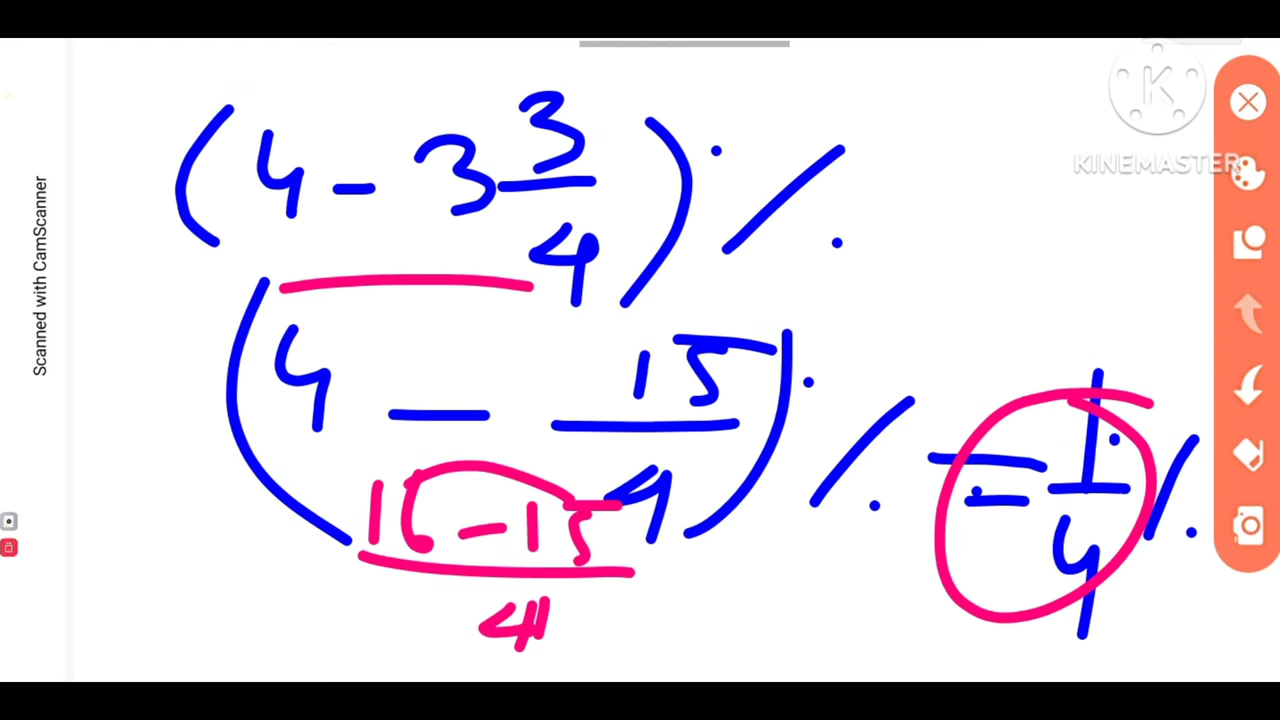 (4 - 3 3/4) %
K
KINEMASTER
Scanned with CamScanner
(4 - 15/4) % = 1/4 %
16 - 15
4